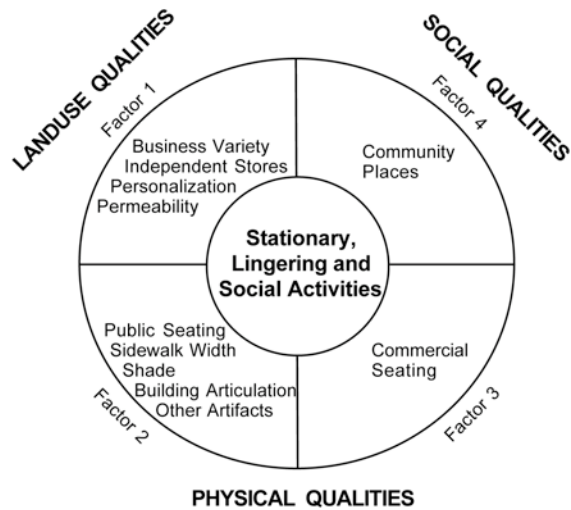 LANDUSE QUALITIES
SOCIAL QUALITIES
Factor 1
Factor 4
Business Variety
Independent Stores
Personalization
Permeability
Community
Places
Stationary,
Lingering and
Social Activities
Public Seating
Sidewalk Width
Shade
Building Articulation
Other Artifacts
Commercial
Seating
Factor 2
Factor 3
PHYSICAL QUALITIES